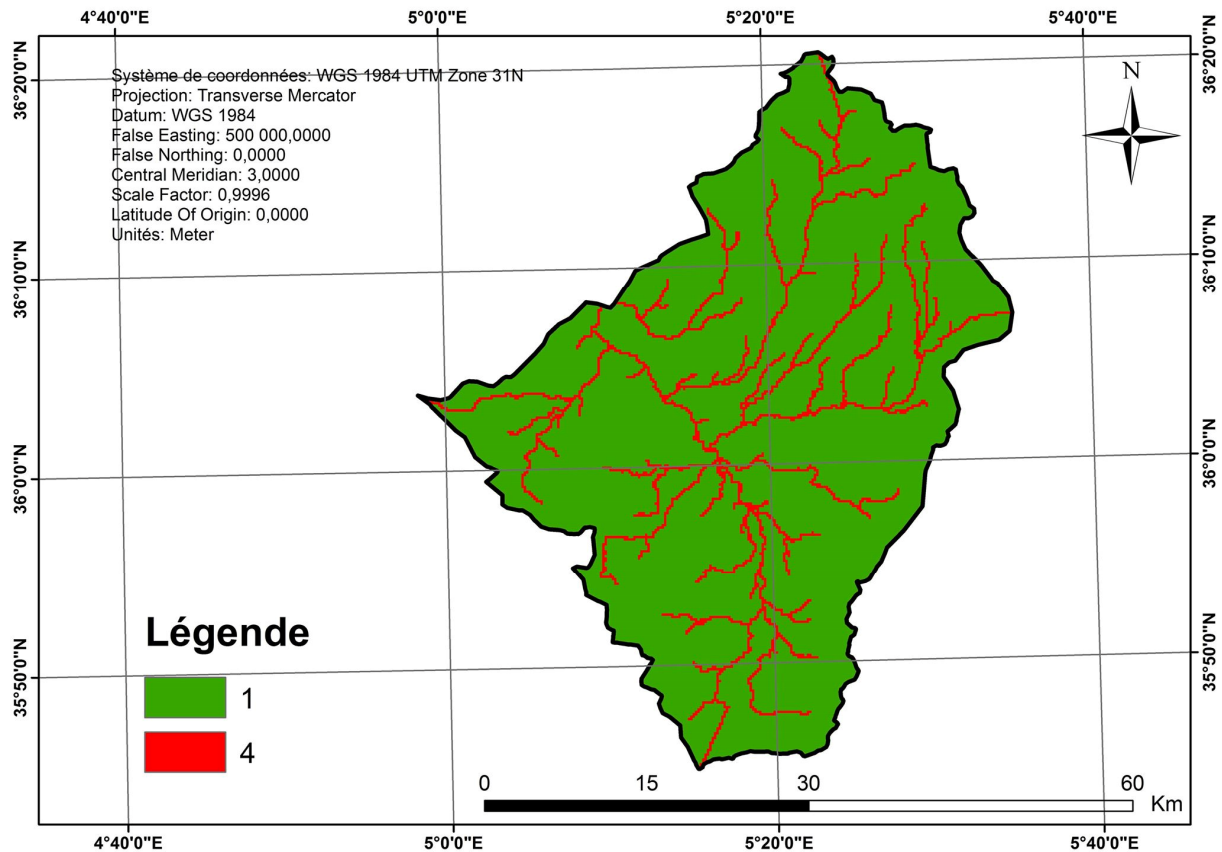 4°40'0"E 5°0'0"E 5°20'0"E 5°40'0"E
36°20'0"N 36°20'0"N
Système de coordonnées: WGS 1984 UTM Zone 31N
Projection: Transverse Mercator
Datum: WGS 1984
False Easting: 500 000,0000
False Northing: 0,0000
Central Meridian: 3,0000
Scale Factor: 0,9996
Latitude Of Origin: 0,0000
Unités: Meter
N
36°10'0"N 36°10'0"N
36°0'0"N 36°0'0"N
35°50'0"N 35°50'0"N
Légende
1
4
0 15 30 60
Km
4°40'0"E 5°0'0"E 5°20'0"E 5°40'0"E